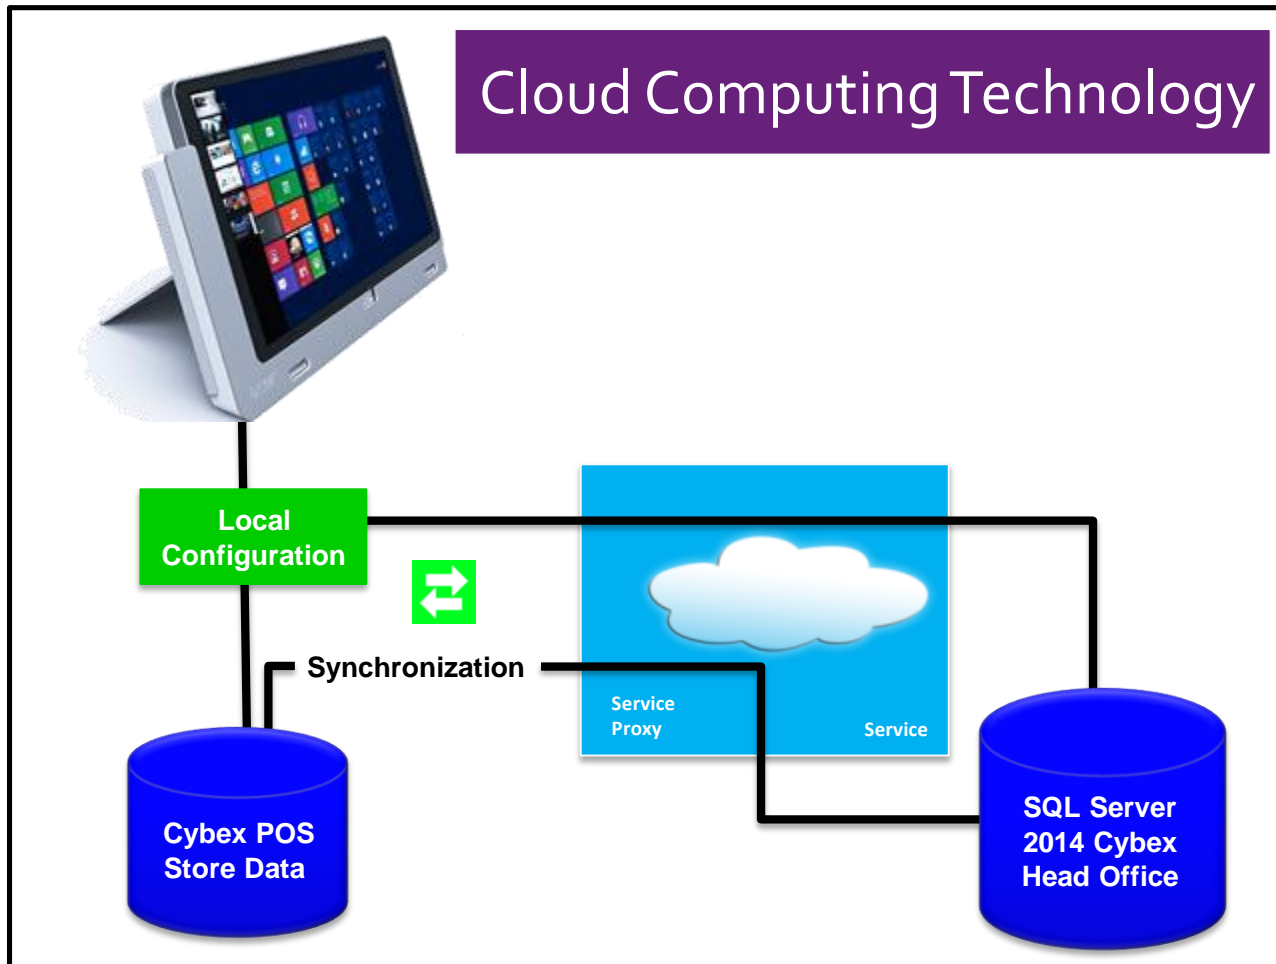 Cloud Computing Technology
Local
Configuration
Synchronization
Service
Proxy
Service
Cybex POS
Store Data
SQL Server
2014 Cybex
Head Office